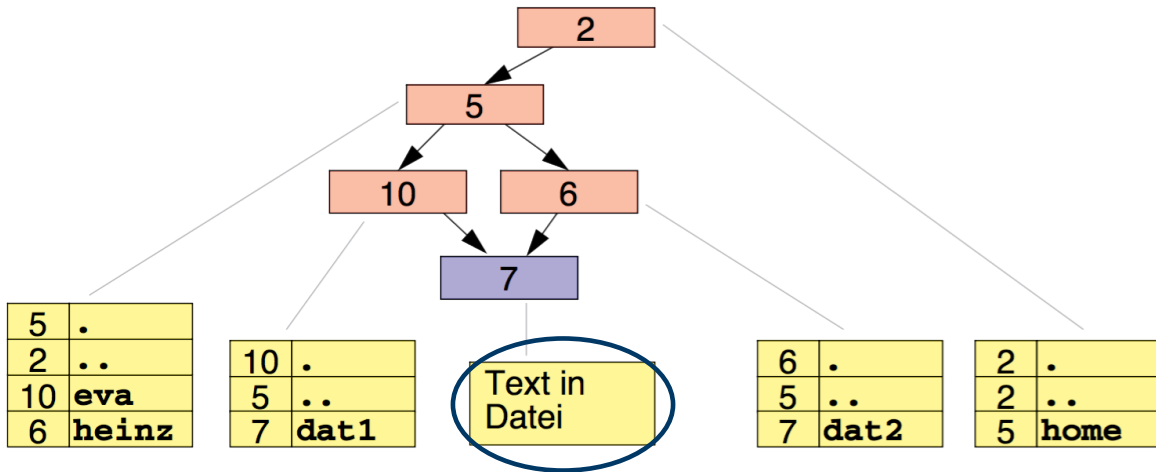 2
5
10 6
7
5 .
2 ..
10 eva
6 heinz
10 .
5 ..
7 dat1
Text in
Datei
6 .
5 ..
7 dat2
2 .
2 ..
5 home